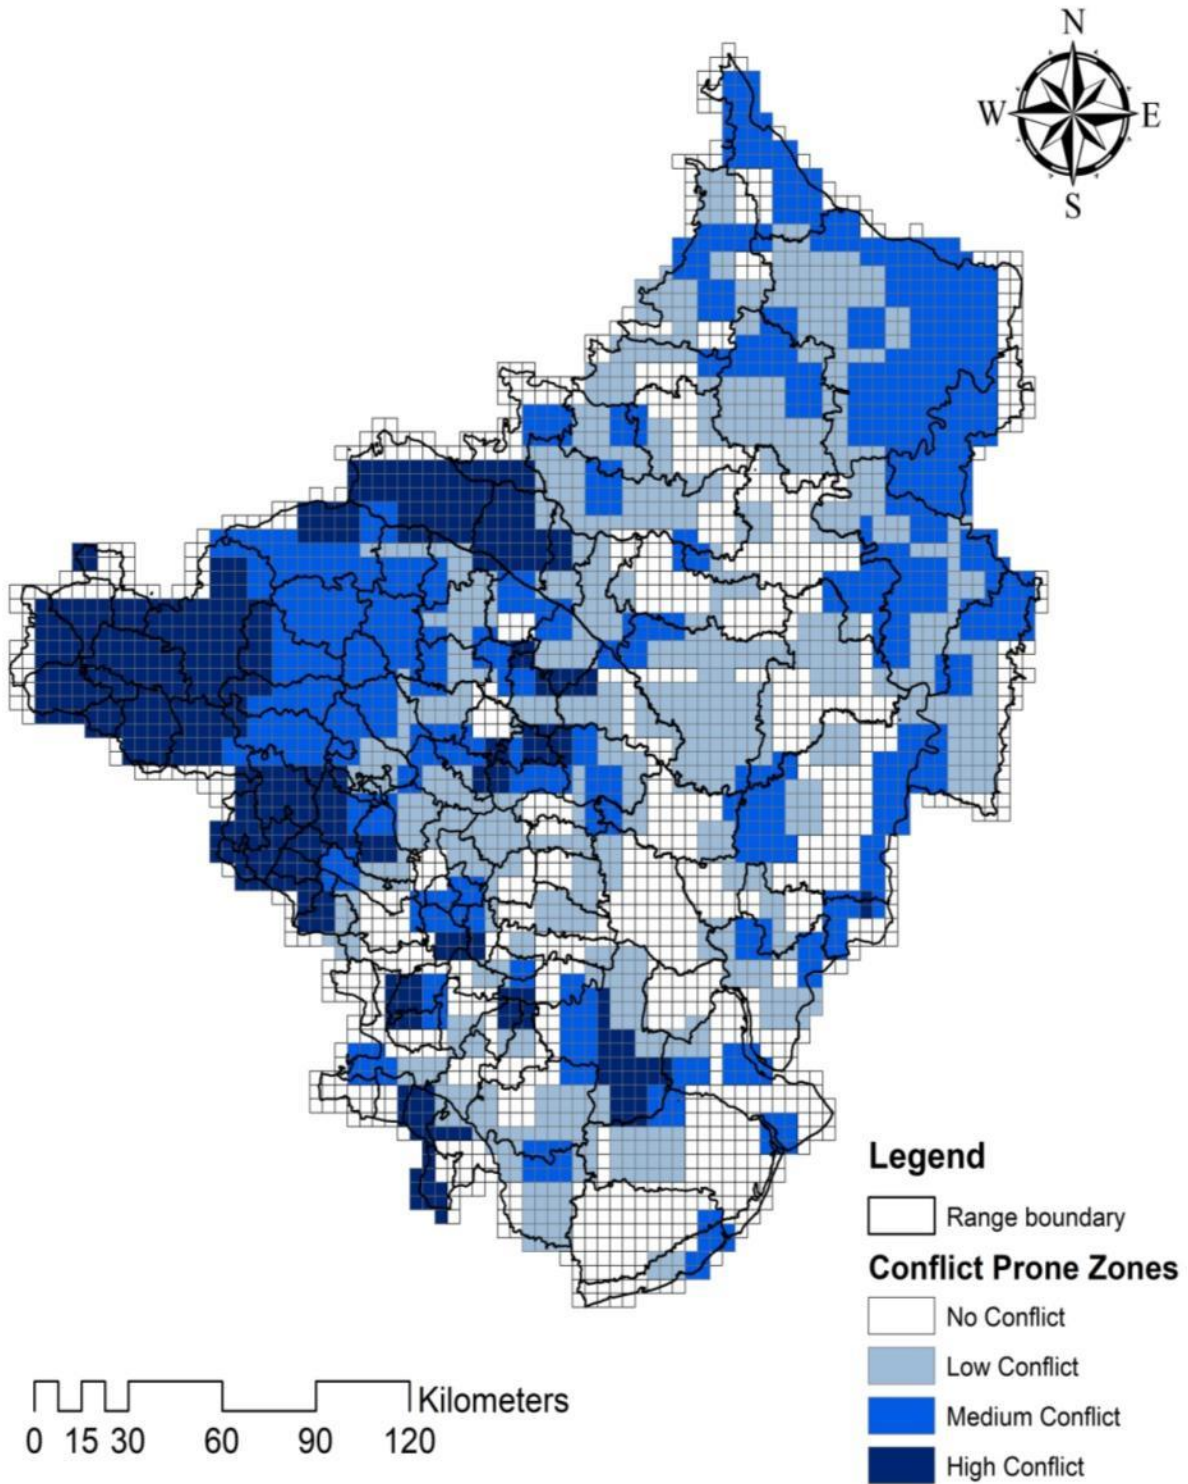 N
W E
S
Legend
Range boundary
Conflict Prone Zones
No Conflict
Low Conflict
Medium Conflict
High Conflict
Kilometers
0 15 30 60 90 120